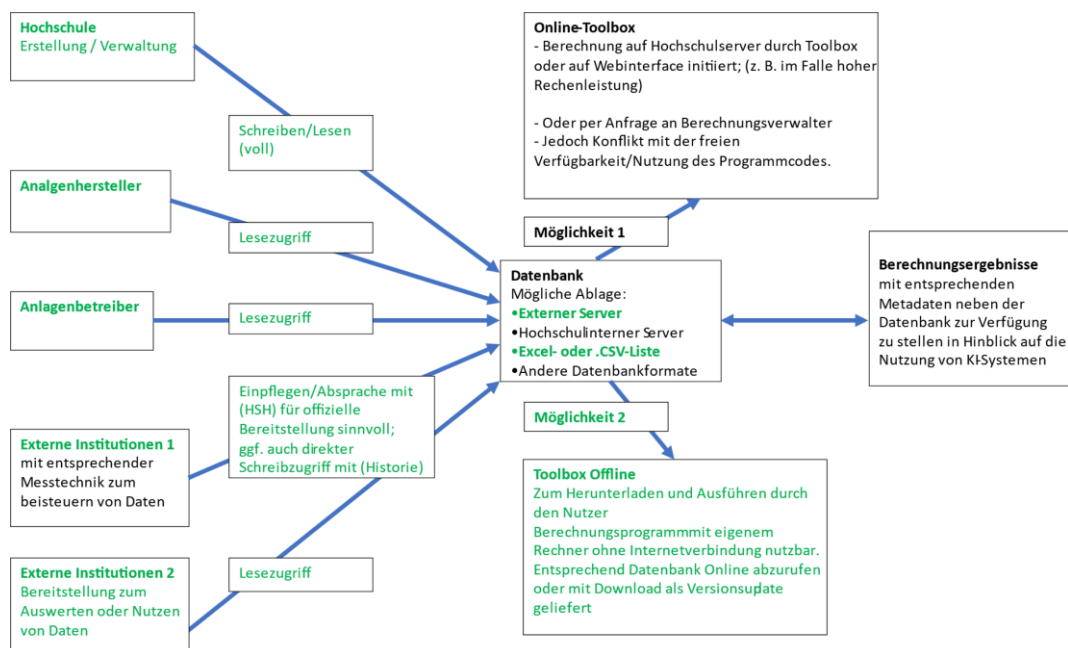 Hochschule
Erstellung / Verwaltung
Schreiben/Lesen
(voll)
Analgenhersteller
Lesezugriff
Anlagenbetreiber
Lesezugriff
Einpflegen/Absprache mit
(HSH) für offizielle
Bereitstellung sinnvoll;
ggf. auch direkter
Schreibzugriff mit (Historie)
Externe Institutionen 1
mit entsprechender
Messtechnik zum
beisteuern von Daten
Externe Institutionen 2
Bereitstellung zum
Auswerten oder Nutzen
von Daten
Lesezugriff
Online-Toolbox
- Berechnung auf Hochschulserver durch Toolbox
oder auf Webinterface initiiert; (z. B. im Falle hoher
Rechenleistung)
- Oder per Anfrage an Berechnungsverwalter
- Jedoch Konflikt mit der freien
Verfügbarkeit/Nutzung des Programmcodes.
Möglichkeit 1
Datenbank
Mögliche Ablage:
•Externer Server
•Hochschulinterner Server
•Excel- oder .CSV-Liste
•Andere Datenbankformate
Möglichkeit 2
Toolbox Offline
Zum Herunterladen und Ausführen durch
den Nutzer
Berechnungsprogrammmit eigenem
Rechner ohne Internetverbindung nutzbar.
Entsprechend Datenbank Online abzurufen
oder mit Download als Versionsupdate
geliefert
Berechnungsergebnisse
mit entsprechenden
Metadaten neben der
Datenbank zur Verfügung
zu stellen in Hinblick auf die
Nutzung von KI-Systemen